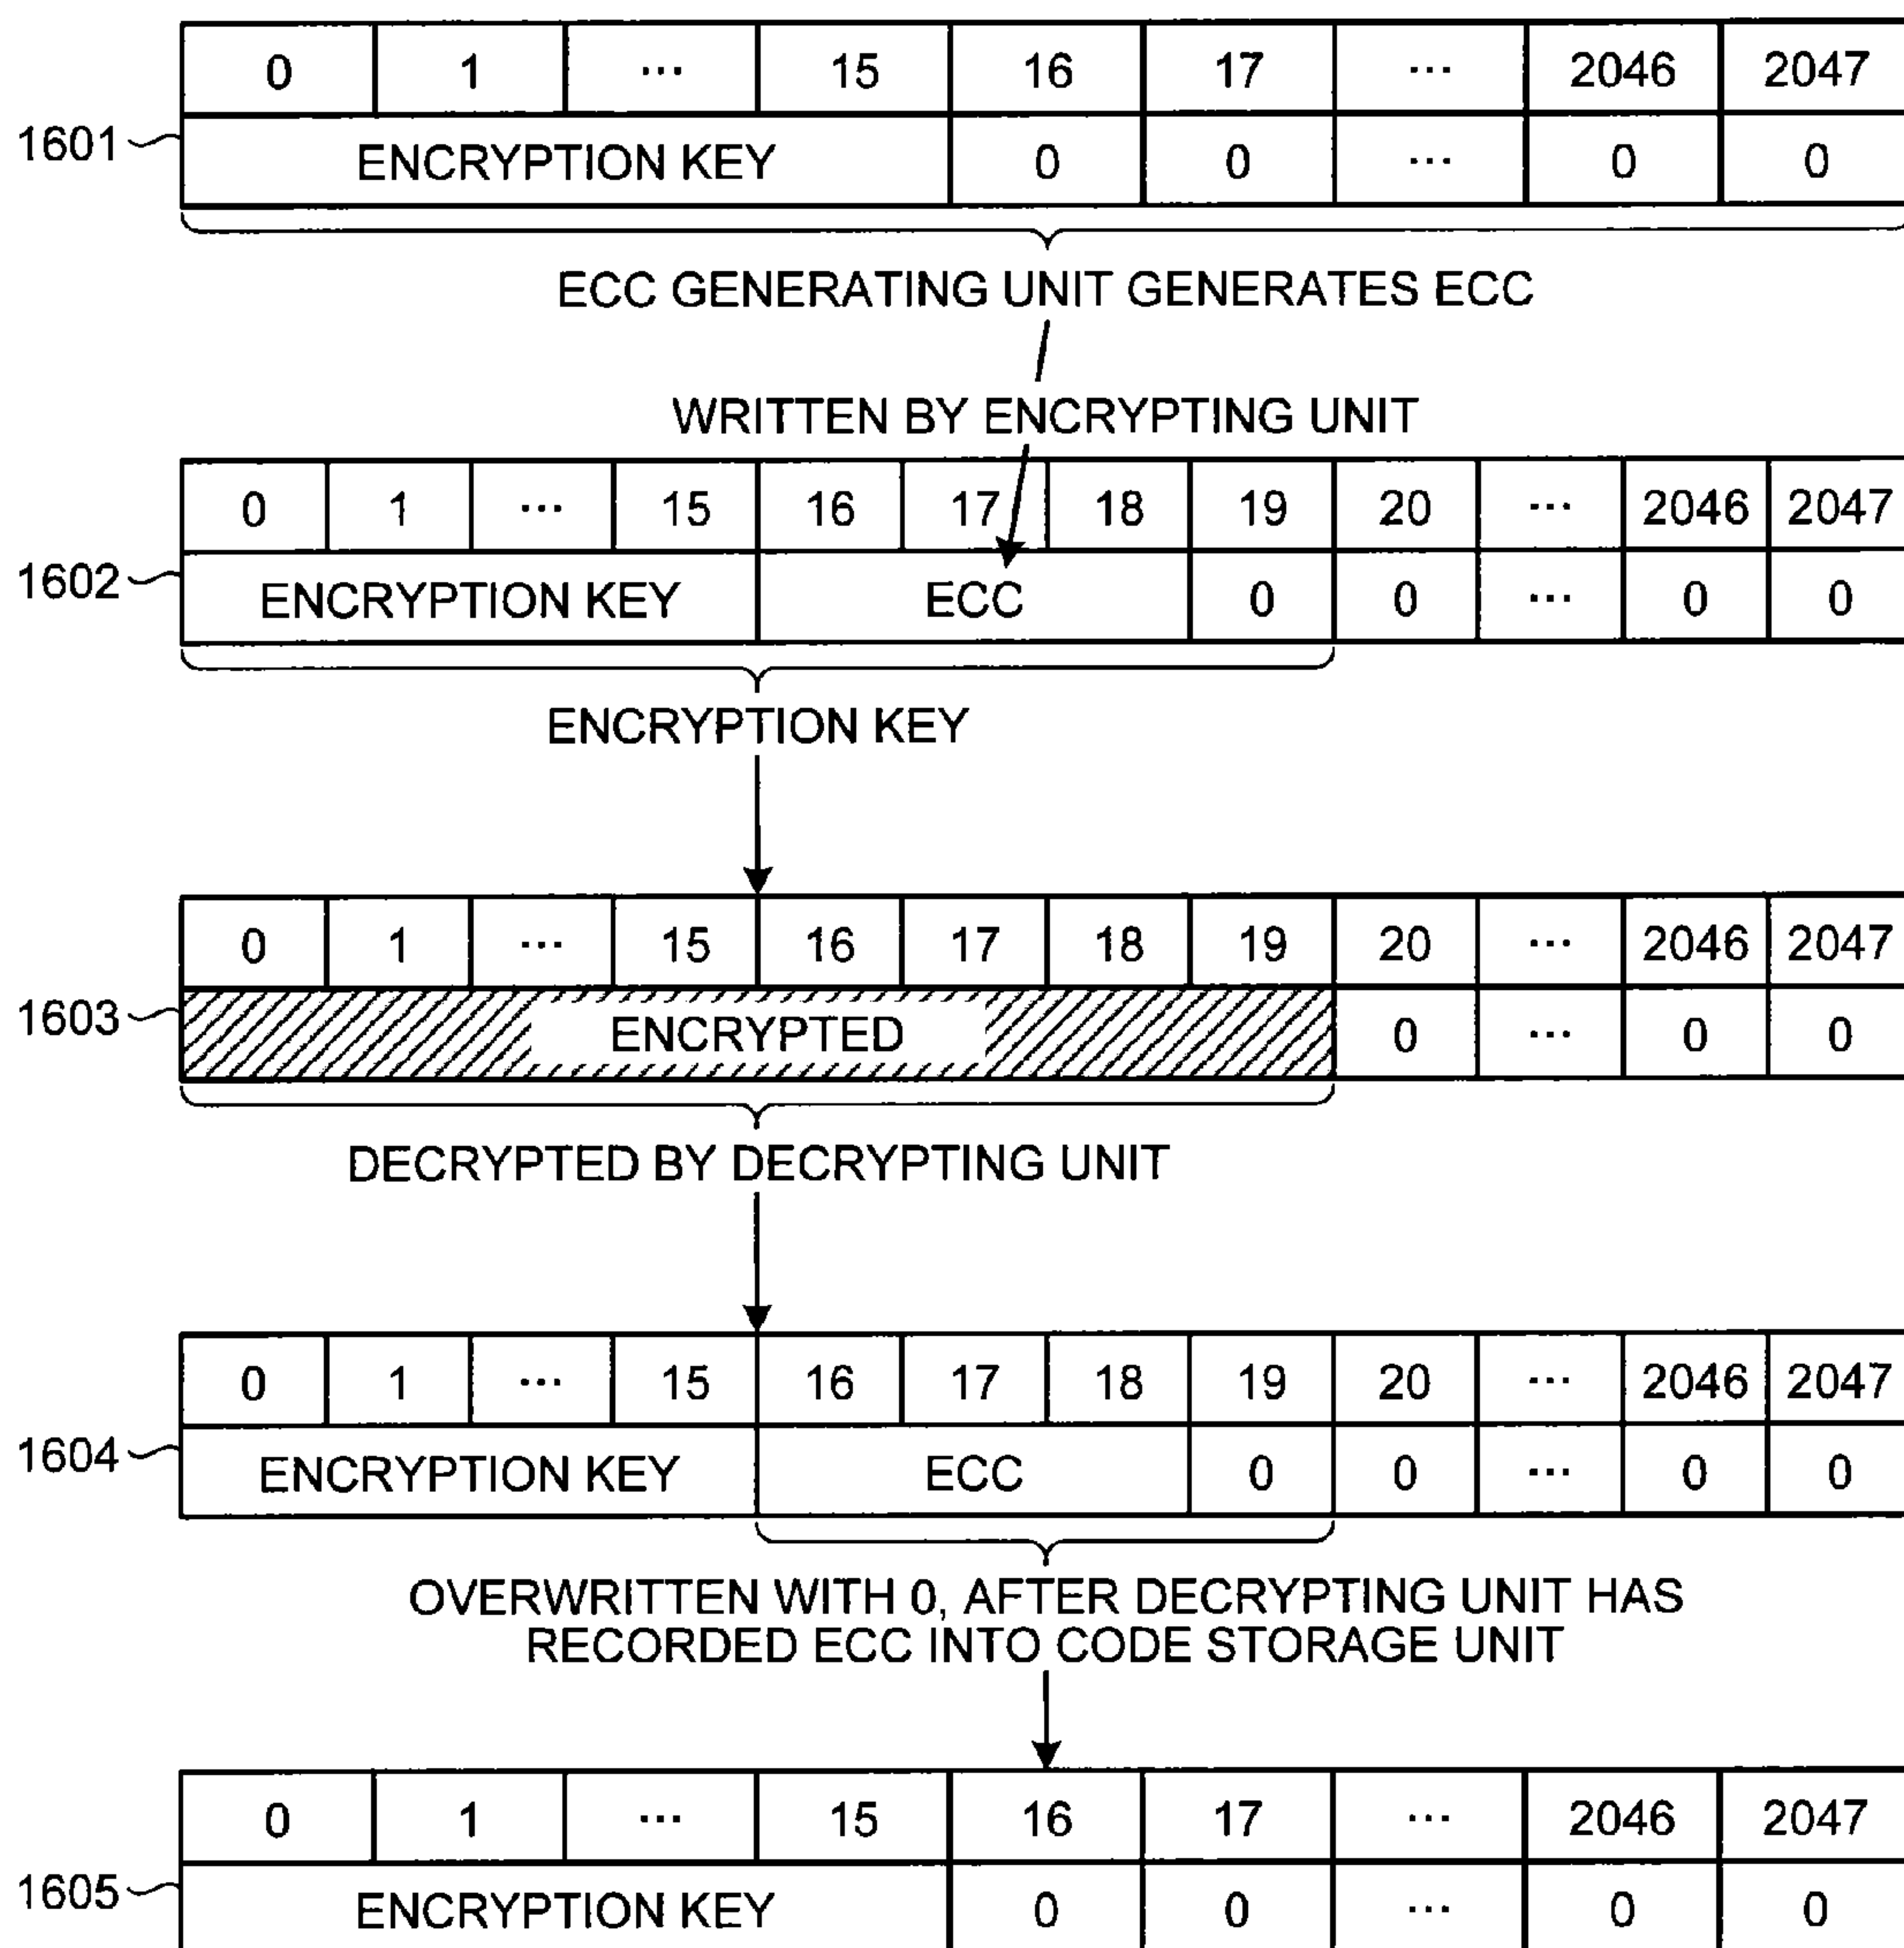 0 1 ... 15 16 17 ... 2046 2047
1601 ENCRYPTION KEY 0 0 ... 0 0
ECC GENERATING UNIT GENERATES ECC
WRITTEN BY ENCRYPTING UNIT
0 1 ... 15 16 17 18 19 20 ... 2046 2047
1602 ENCRYPTION KEY ECC 0 0 ... 0 0
ENCRYPTION KEY
0 1 ... 15 16 17 18 19 20 ... 2046 2047
1603 ENCRYPTED 0 ... 0 0
DECRYPTED BY DECRYPTING UNIT
0 1 ... 15 16 17 18 19 20 ... 2046 2047
1604 ENCRYPTION KEY ECC 0 0 ... 0 0
OVERWRITTEN WITH 0, AFTER DECRYPTING UNIT HAS
RECORDED ECC INTO CODE STORAGE UNIT
0 1 ... 15 16 17 ... 2046 2047
1605 ENCRYPTION KEY 0 0 ... 0 0